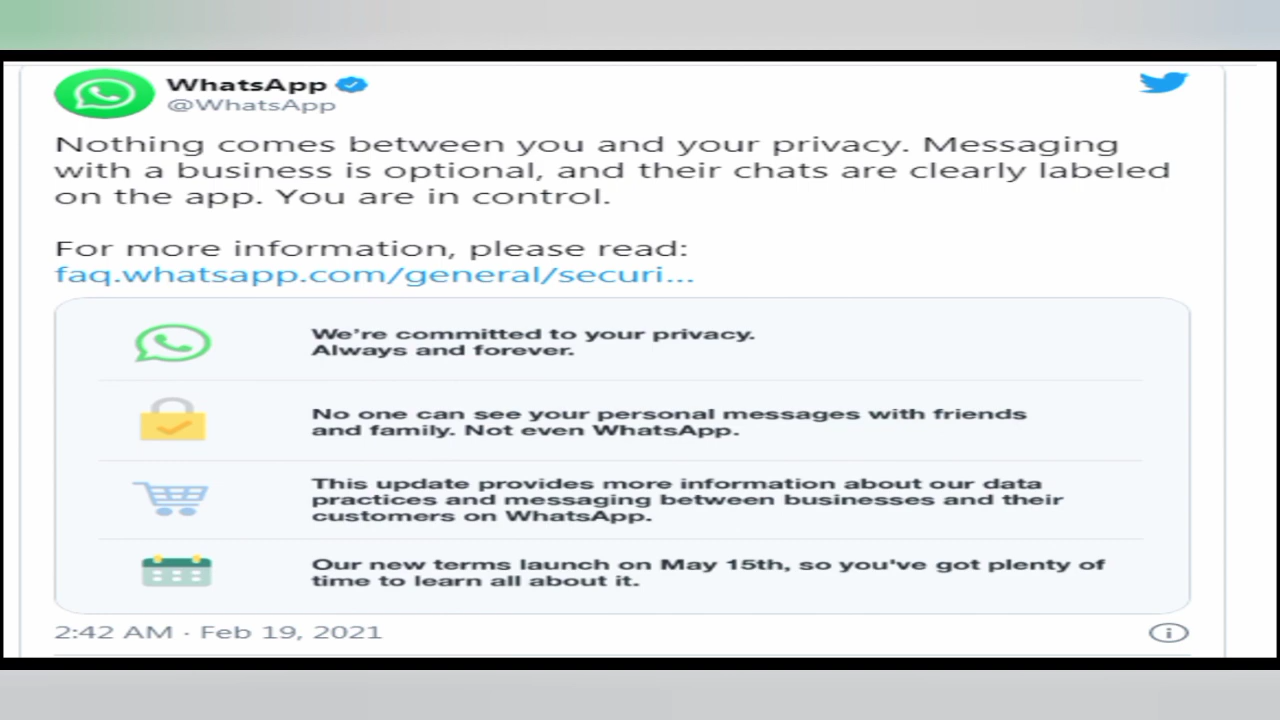 WhatsApp
@WhatsApp
Nothing comes between you and your privacy. Messaging
with a business is optional, and their chats are clearly labeled
on the app. You are in control.
For more information, please read:
faq.whatsapp.com/general/securi...
We're committed to your privacy.
Always and forever.
No one can see your personal messages with friends
and family. Not even WhatsApp.
This update provides more information about our data
practices and messaging between businesses and their
customers on WhatsApp.
Our new terms launch on May 15th, so you've got plenty of
time to learn all about it.
2:42 AM · Feb 19, 2021